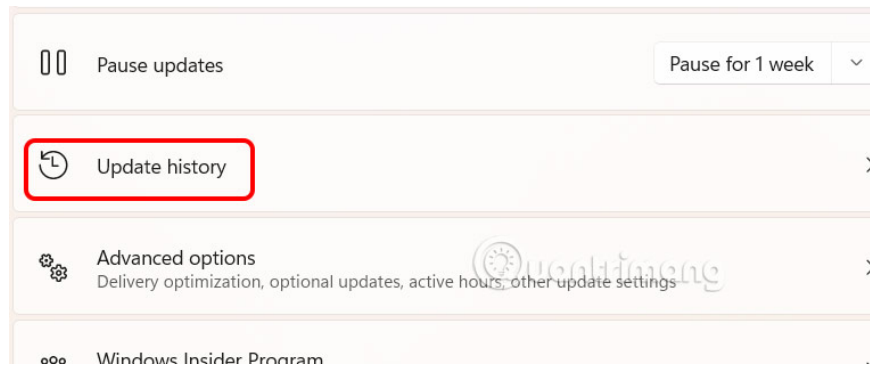 Pause updates
Pause for 1 week
Update history
Advanced options
Delivery optimization, optional updates, active hours, other update settings
Quantrimang
Windows Insider Program